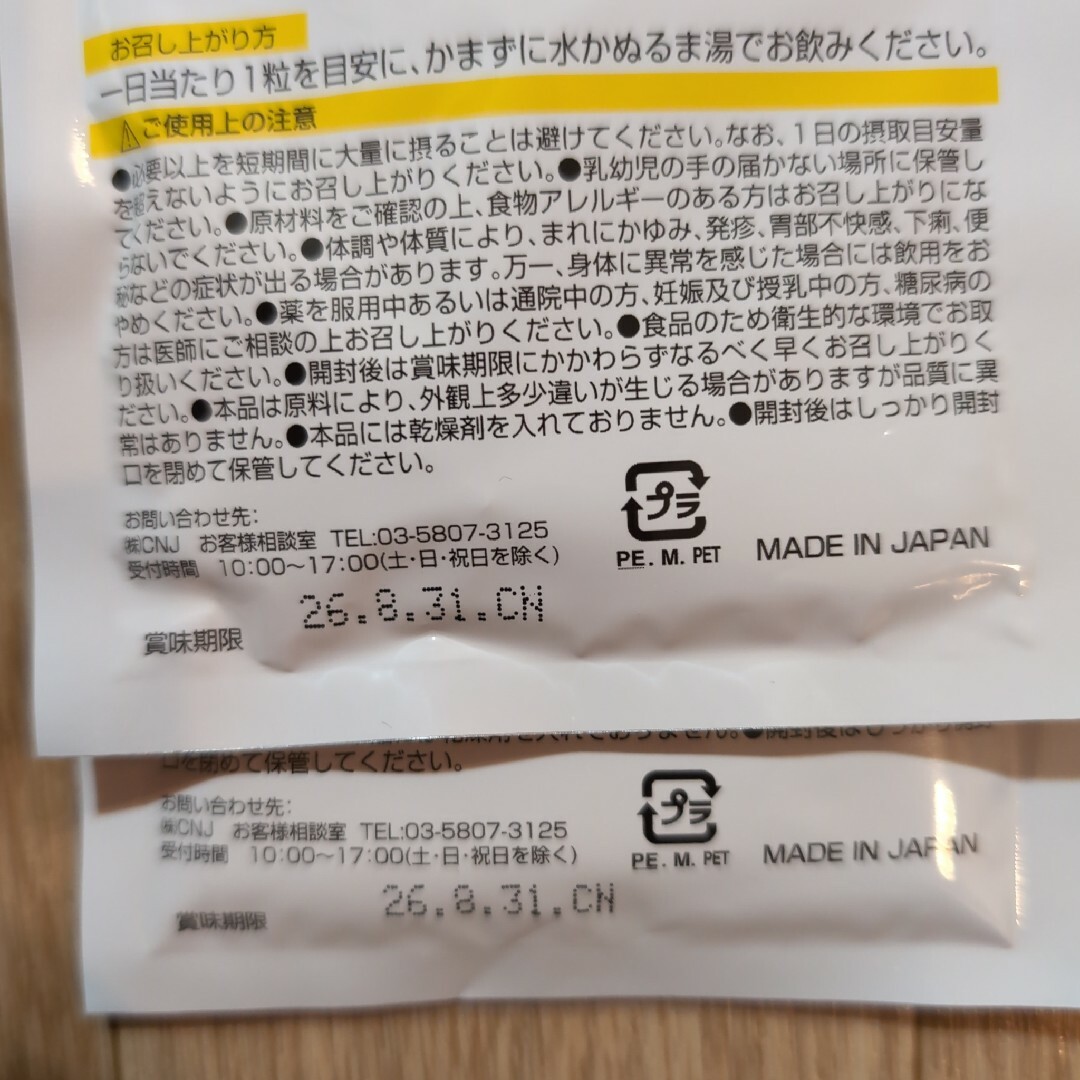 お召し上がり方
一日当たり1粒を目安に、かまずに水かぬるま湯でお飲みください。
⚠ご使用上の注意
●必要以上を短期間に大量に摂ることは避けてください。なお、1日の摂取目安量
を超えないようにお召し上がりください。●乳幼児の手の届かない場所に保管し
てください。●原材料をご確認の上、食物アレルギーのある方はお召し上がりにな
らないでください。●体調や体質により、まれにかゆみ、発疹、胃部不快感、下痢、便
秘などの症状が出る場合があります。万一、身体に異常を感じた場合には飲用をお
やめください。●薬を服用中あるいは通院中の方、妊娠及び授乳中の方、糖尿病の
方は医師にご相談の上お召し上がりください。●食品のため衛生的な環境でお取
り扱いください。●開封後は賞味期限にかかわらずなるべく早くお召し上がりく
ださい。●本品は原料により、外観上多少違いが生じる場合がありますが品質に異
常はありません。●本品には乾燥剤を入れておりません。●開封後はしっかり開封
口を閉めて保管してください。
お問い合わせ先:
㈱CNJ お客様相談室 TEL:03-5807-3125
受付時間 10:00〜17:00(土・日・祝日を除く)
プラ
PE. M. PET
MADE IN JAPAN
26.8.31.CN
賞味期限
口を閉めて保管してください。
お問い合わせ先:
㈱CNJ お客様相談室 TEL:03-5807-3125
受付時間 10:00〜17:00(土・日・祝日を除く)
プラ
PE. M. PET
MADE IN JAPAN
26.8.31.CN
賞味期限